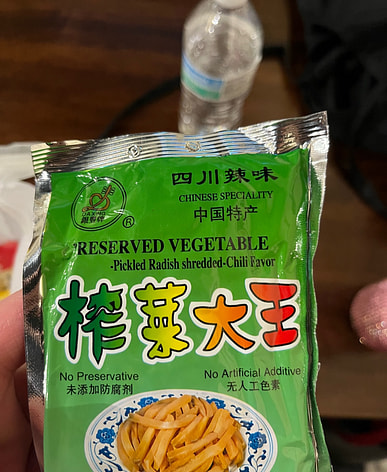 四川辣味
CHINESE SPECIALITY
中国特产
®
RESERVED VEGETABLE
-Pickled Radish shredded-Chili Favor
榨菜大王
No Preservative
未添加防腐剂
No Artificial Additive
无人工色素